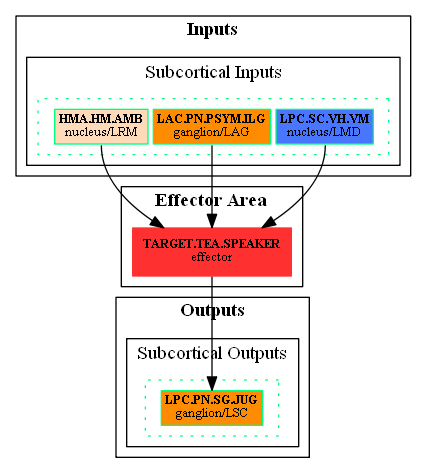 Inputs
Subcortical Inputs
HMA.HM.AMB
nucleus/LRM
LAC.PN.PSYM.ILG
ganglion/LAG
LPC.SC.VH.VM
nucleus/LMD
Effector Area
TARGET.TEA.SPEAKER
effector
Outputs
Subcortical Outputs
LPC.PN.SG.JUG
ganglion/LSC